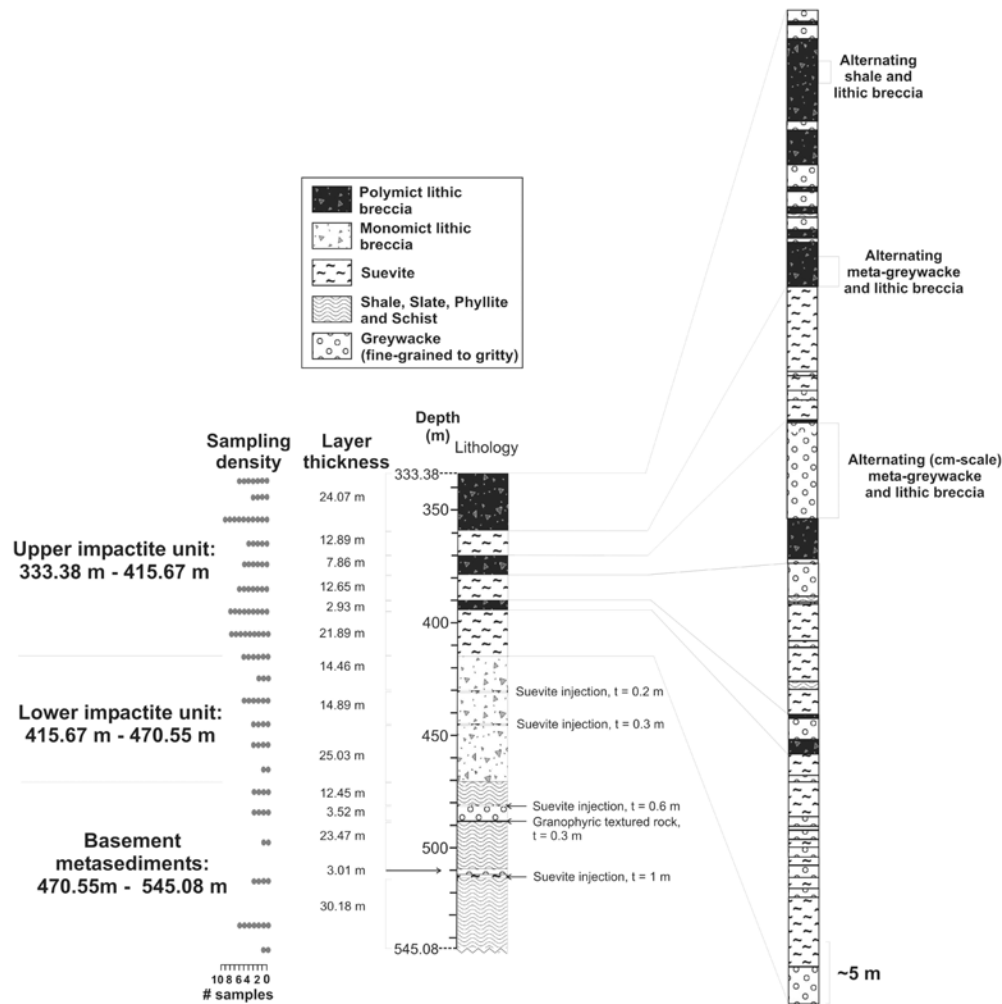 Alternating
shale and
lithic breccia
Polymict lithic
breccia
Monomict lithic
breccia
Suevite
Shale, Slate, Phyllite
and Schist
Greywacke
(fine-grained to gritty)
Alternating
meta-greywacke
and lithic breccia
Alternating (cm-scale)
meta-greywacke
and lithic breccia
Sampling
density
Layer
thickness
Depth
(m)
Lithology
333.38
350
400
450
500
545.08
Upper impactite unit:
333.38 m - 415.67 m
Lower impactite unit:
415.67 m - 470.55 m
Basement
metasediments:
470.55m - 545.08 m
24.07 m
12.89 m
7.86 m
12.65 m
2.93 m
21.89 m
14.46 m
14.89 m
25.03 m
12.45 m
3.52 m
23.47 m
3.01 m
30.18 m
Suevite injection, t = 0.2 m
Suevite injection, t = 0.3 m
Suevite injection, t = 0.6 m
Granophyric textured rock,
t = 0.3 m
Suevite injection, t = 1 m
10 8 6 4 2 0
# samples
~5 m